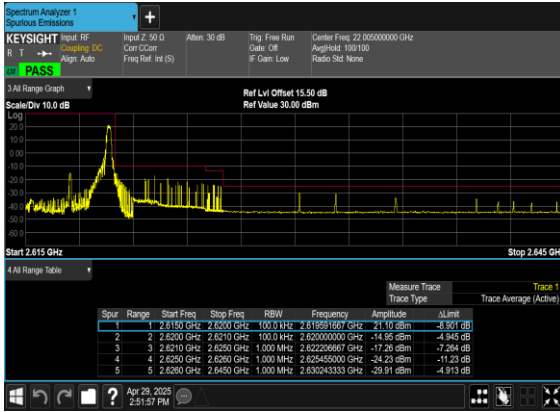 Spectrum Analyzer 1
Spurious Emissions
+
KEYSIGHT Input: RF Input Z: 50 Ω Atten: 30 dB Trig: Free Run Center Freq: 22.005000000 GHz
R T Coupling: DC Corr CCorr Gate: Off Avg|Hold: 100/100
Align: Auto Freq Ref: Int (S) IF Gain: Low Radio Std: None
PASS
3 All Range Graph
Ref Lvl Offset 15.50 dB
Scale/Div 10.0 dB Ref Value 30.00 dBm
Log
20.0
10.0
0.00
-10.0
-20.0
-30.0
-40.0
-50.0
-60.0
Start 2.615 GHz Stop 2.645 GH
4 All Range Table
Measure Trace Trace 1
Trace Type Trace Average (Active)
Spur Range Start Freq Stop Freq RBW Frequency Amplitude ΔLimit
1 1 2.6150 GHz 2.6200 GHz 100.0 kHz 2.619591667 GHz 21.10 dBm -8.901 dB
2 2 2.6200 GHz 2.6210 GHz 100.0 kHz 2.620000000 GHz -14.95 dBm -4.945 dB
3 3 2.6210 GHz 2.6250 GHz 1.000 MHz 2.622206667 GHz -17.26 dBm -7.264 dB
4 4 2.6250 GHz 2.6260 GHz 1.000 MHz 2.625455000 GHz -24.23 dBm -11.23 dB
5 5 2.6260 GHz 2.6450 GHz 1.000 MHz 2.630243333 GHz -29.91 dBm -4.913 dB
?
Apr 29, 2025
2:51:57 PM